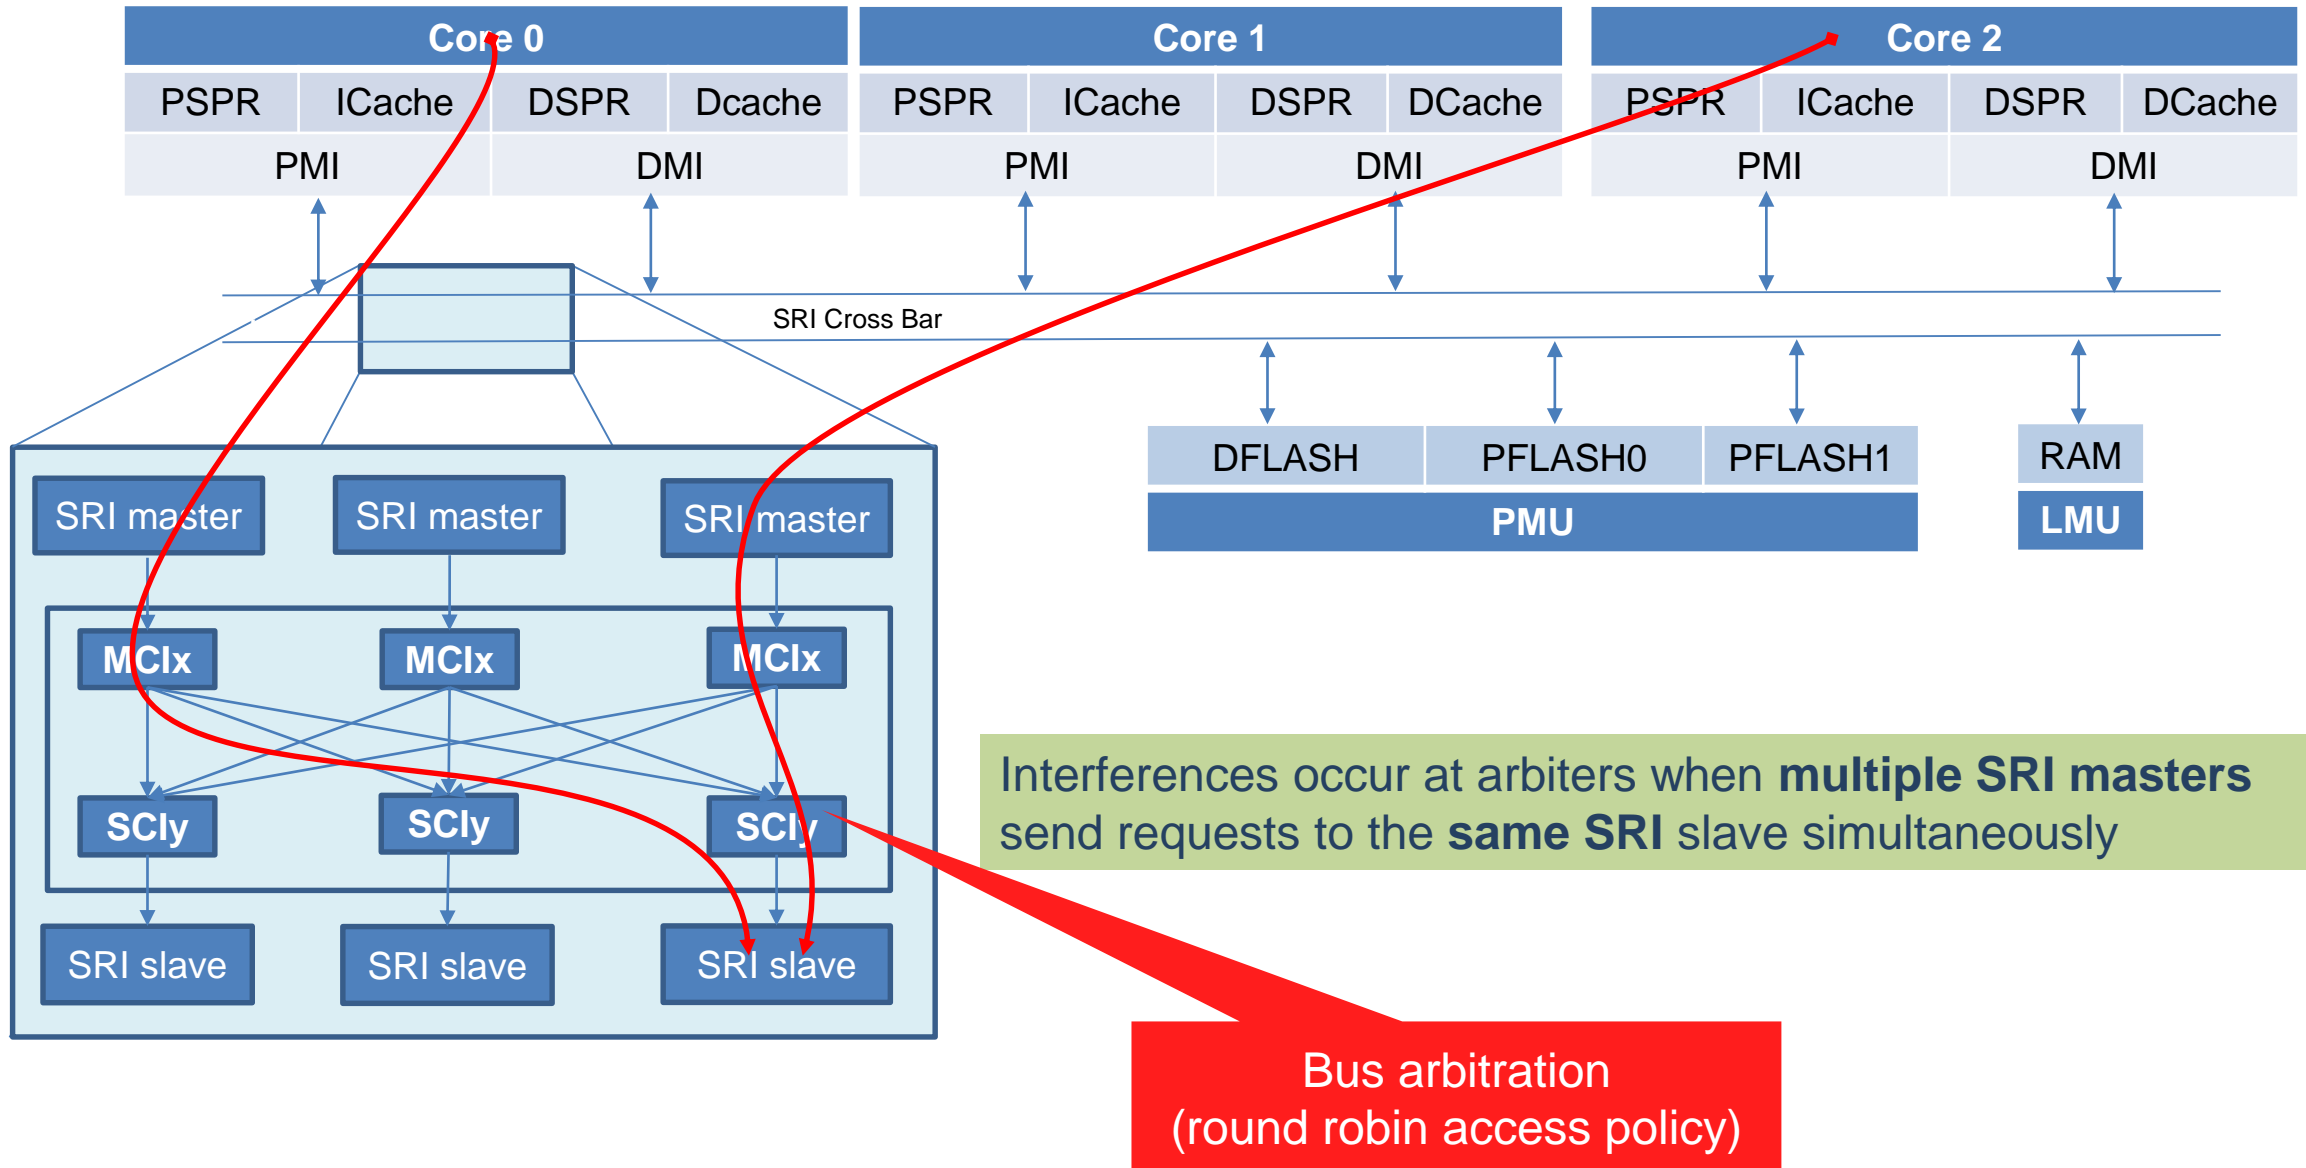 Core 0
Core 1
Core 2
PSPR ICache DSPR Dcache
PSPR ICache DSPR DCache
PSPR ICache DSPR DCache
PMI DMI
PMI DMI
PMI DMI
SRI Cross Bar
DFLASH PFLASH0 PFLASH1
RAM
PMU
LMU
SRI master SRI master SRI master
MCIx MCIx MCIx
SCIy SCIy SCIy
SRI slave SRI slave SRI slave
Interferences occur at arbiters when multiple SRI masters
send requests to the same SRI slave simultaneously
Bus arbitration
(round robin access policy)